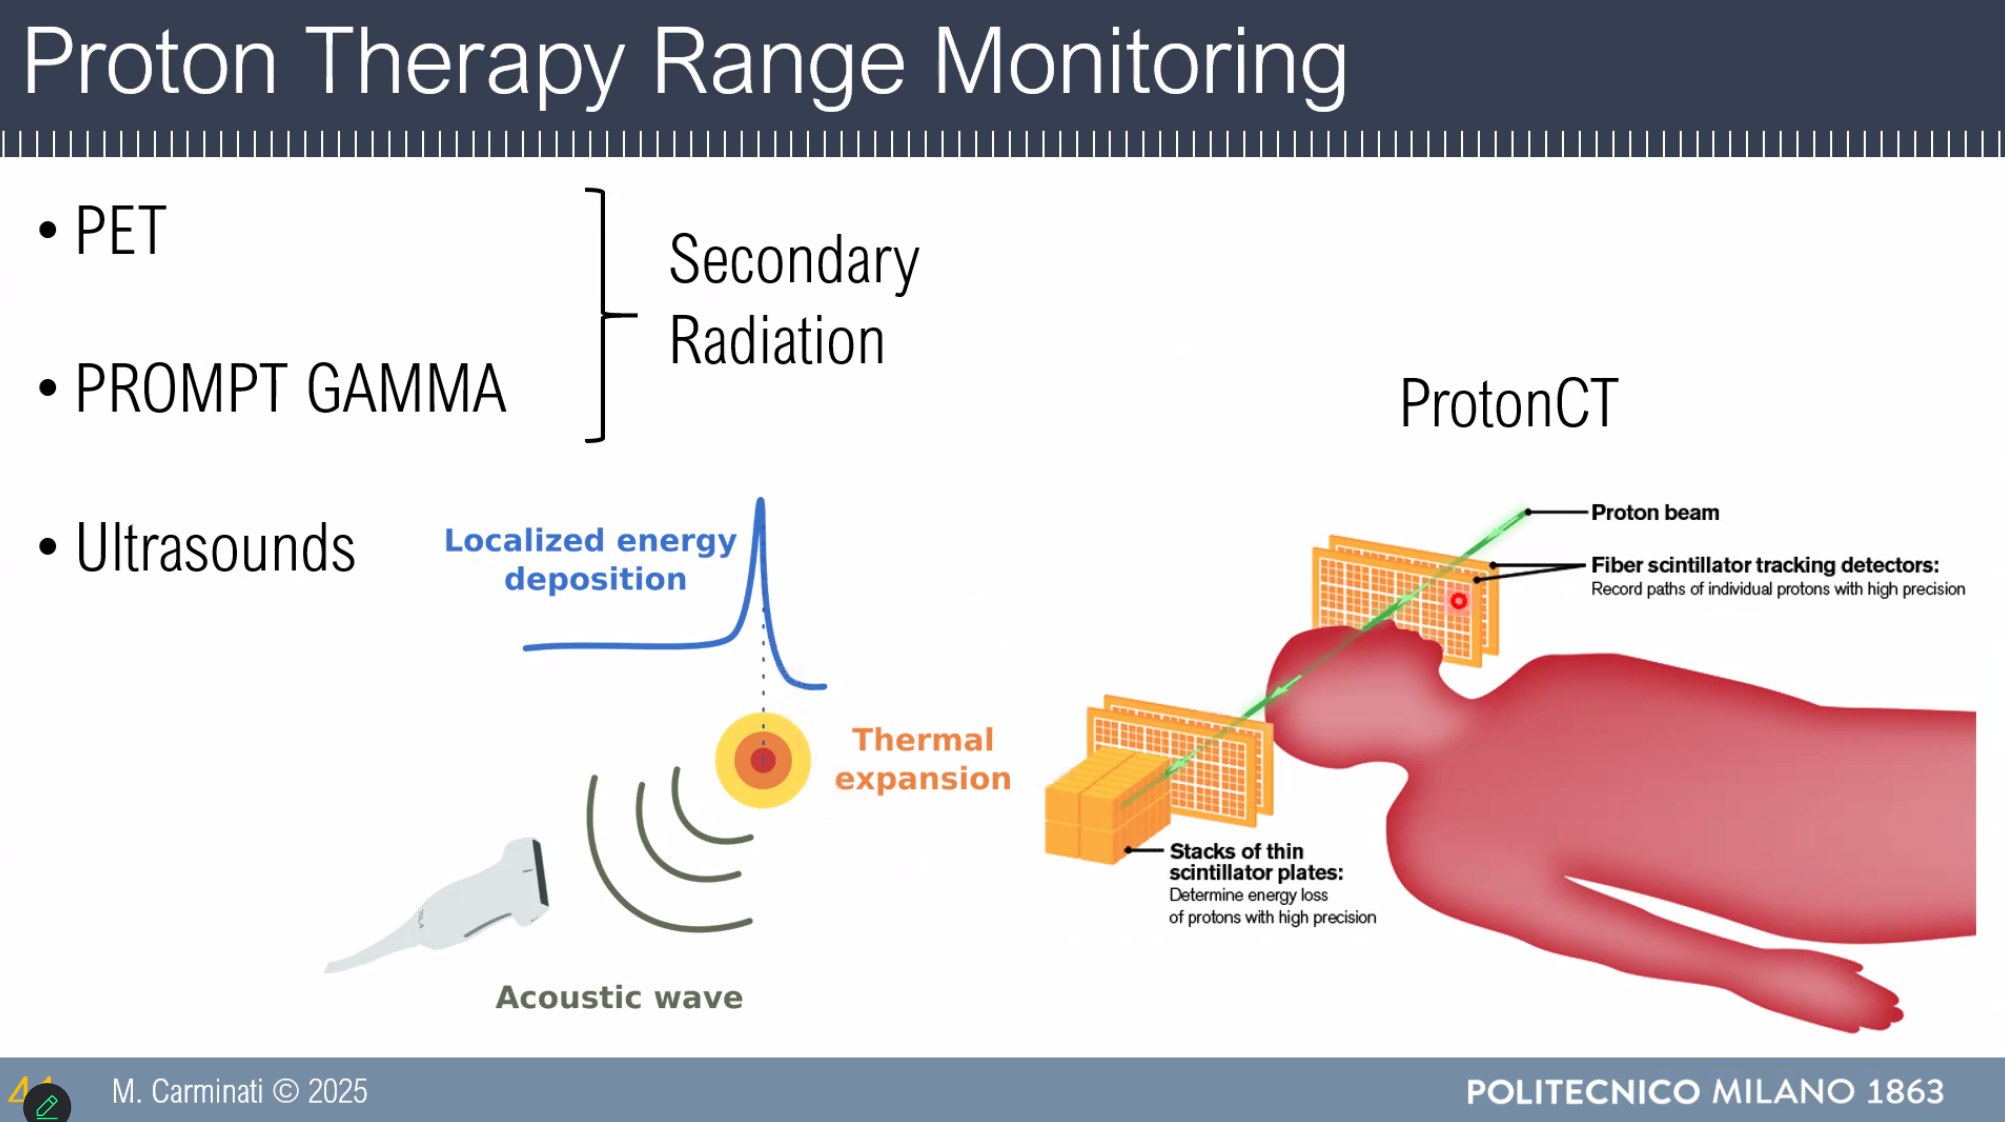 Proton Therapy Range Monitoring
• PET
• PROMPT GAMMA
Secondary
Radiation
• Ultrasounds
Localized energy
deposition
Thermal
expansion
Acoustic wave
ProtonCT
Proton beam
Fiber scintillator tracking detectors:
Record paths of individual protons with high precision
Stacks of thin
scintillator plates:
Determine energy loss
of protons with high precision
M. Carminati © 2025
POLITECNICO MILANO 1863